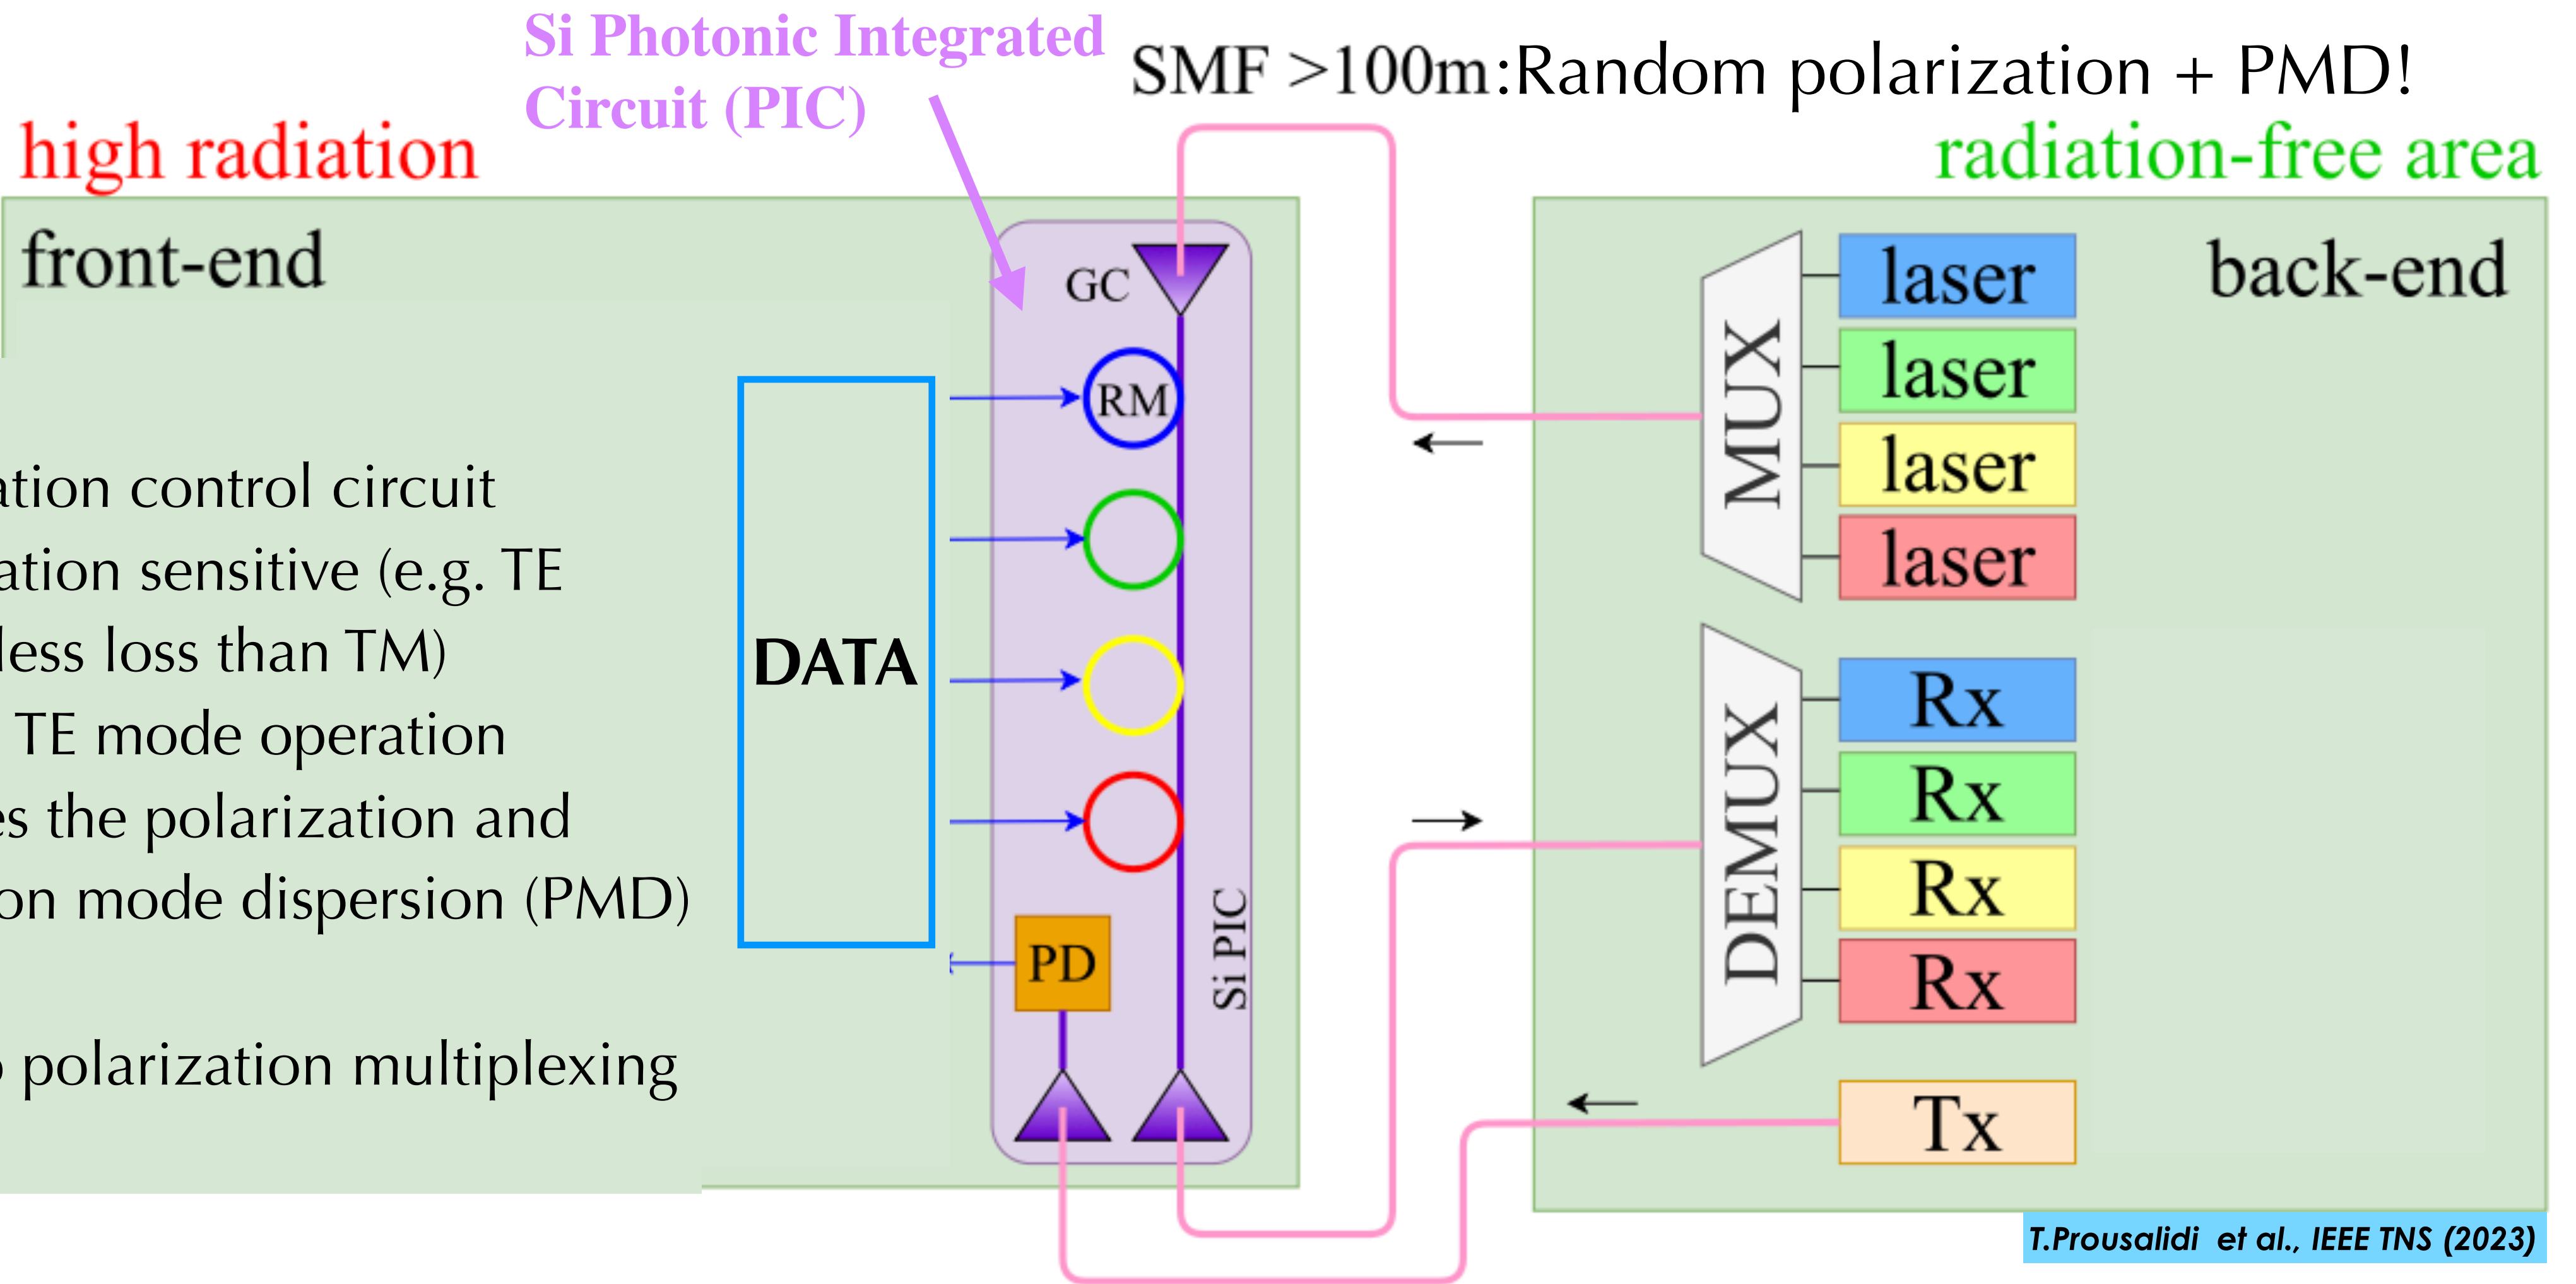 Si Photonic Integrated
Circuit (PIC)
SMF >100m:Random polarization + PMD!
high radiation
radiation-free area
front-end
back-end
GC
RM
DATA
PD
Si PIC
ation control circuit
ation sensitive (e.g. TE
less loss than TM)
TE mode operation
es the polarization and
on mode dispersion (PMD)
polarization multiplexing
MUX
laser
laser
laser
laser
DEMUX
Rx
Rx
Rx
Rx
Tx
T.Prousalidi et al., IEEE TNS (2023)